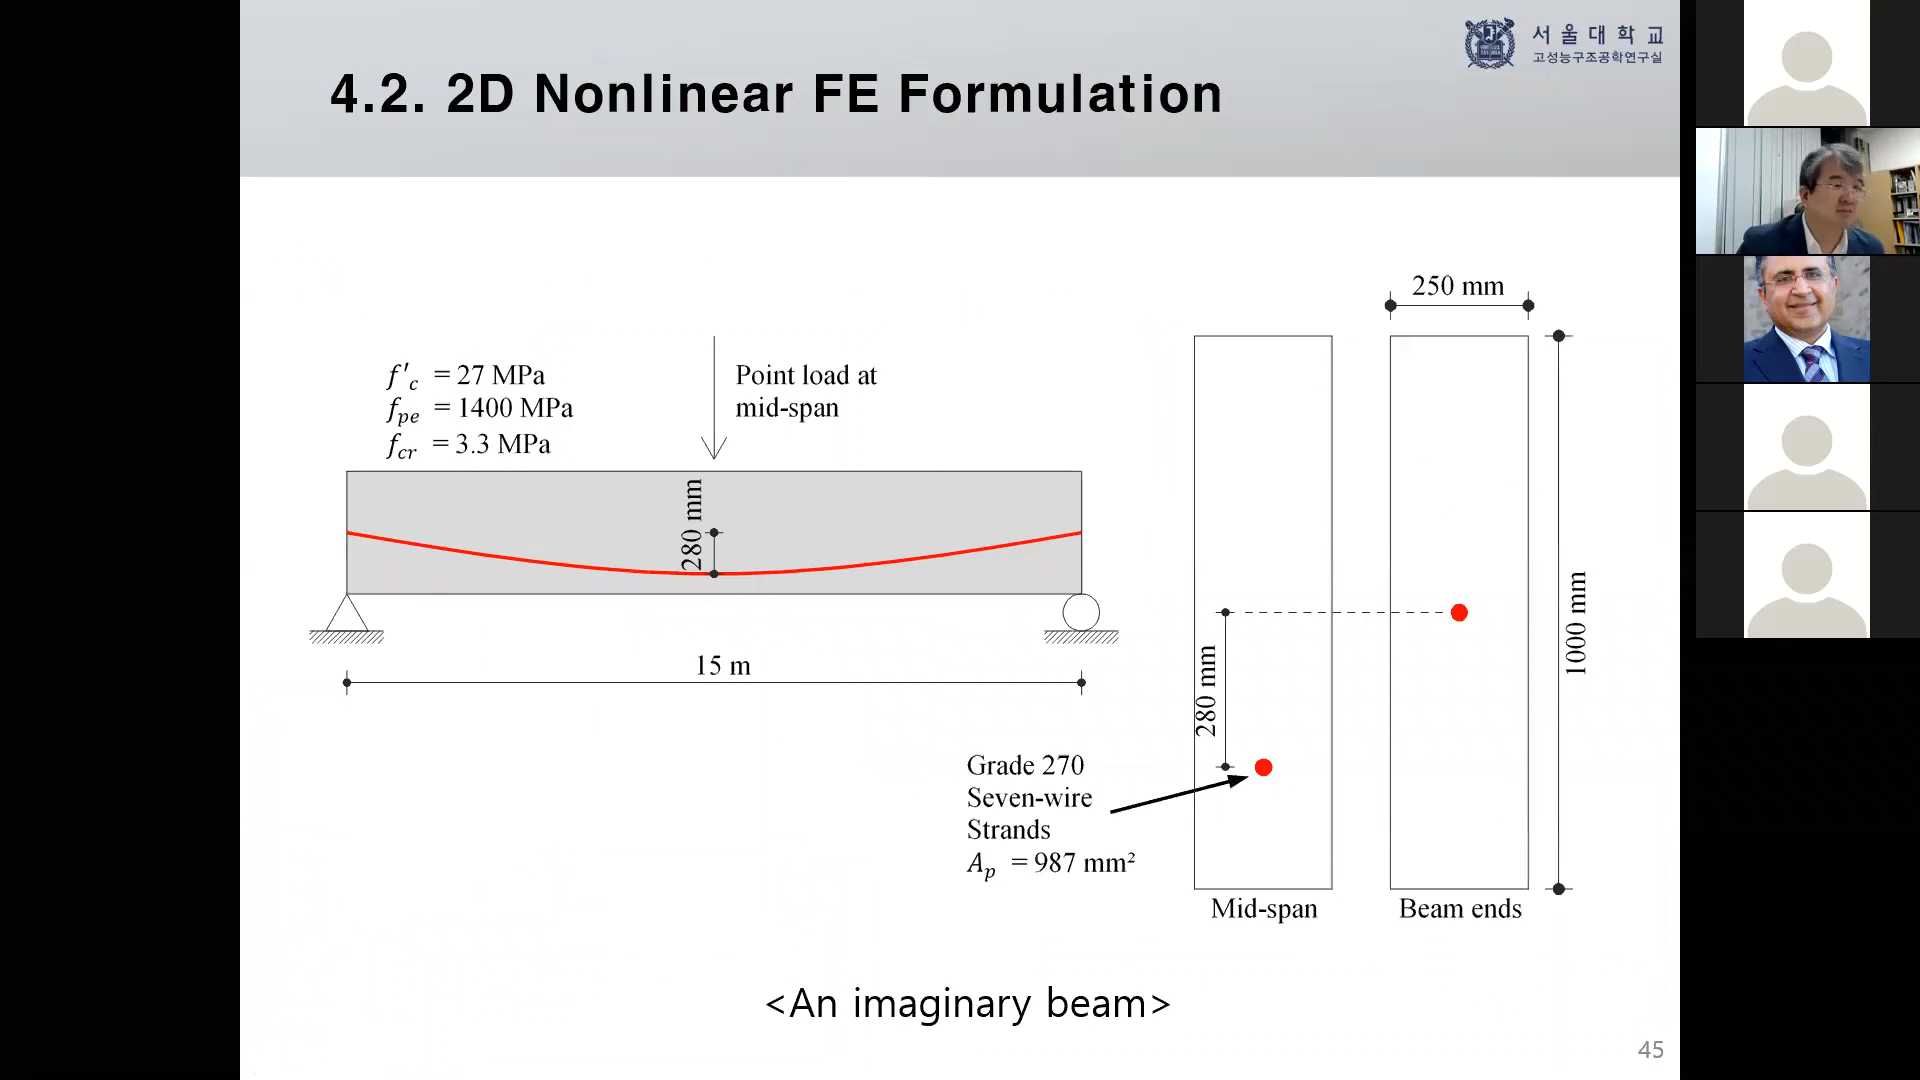 4.2. 2D Nonlinear FE Formulation
서울대학교
고성능구조공학연구실
f'c = 27 MPa
fpe = 1400 MPa
fcr = 3.3 MPa
Point load at
mid-span
280 mm
15 m
250 mm
1000 mm
280 mm
Grade 270
Seven-wire
Strands
Ap = 987 mm²
Mid-span
Beam ends
<An imaginary beam>
45